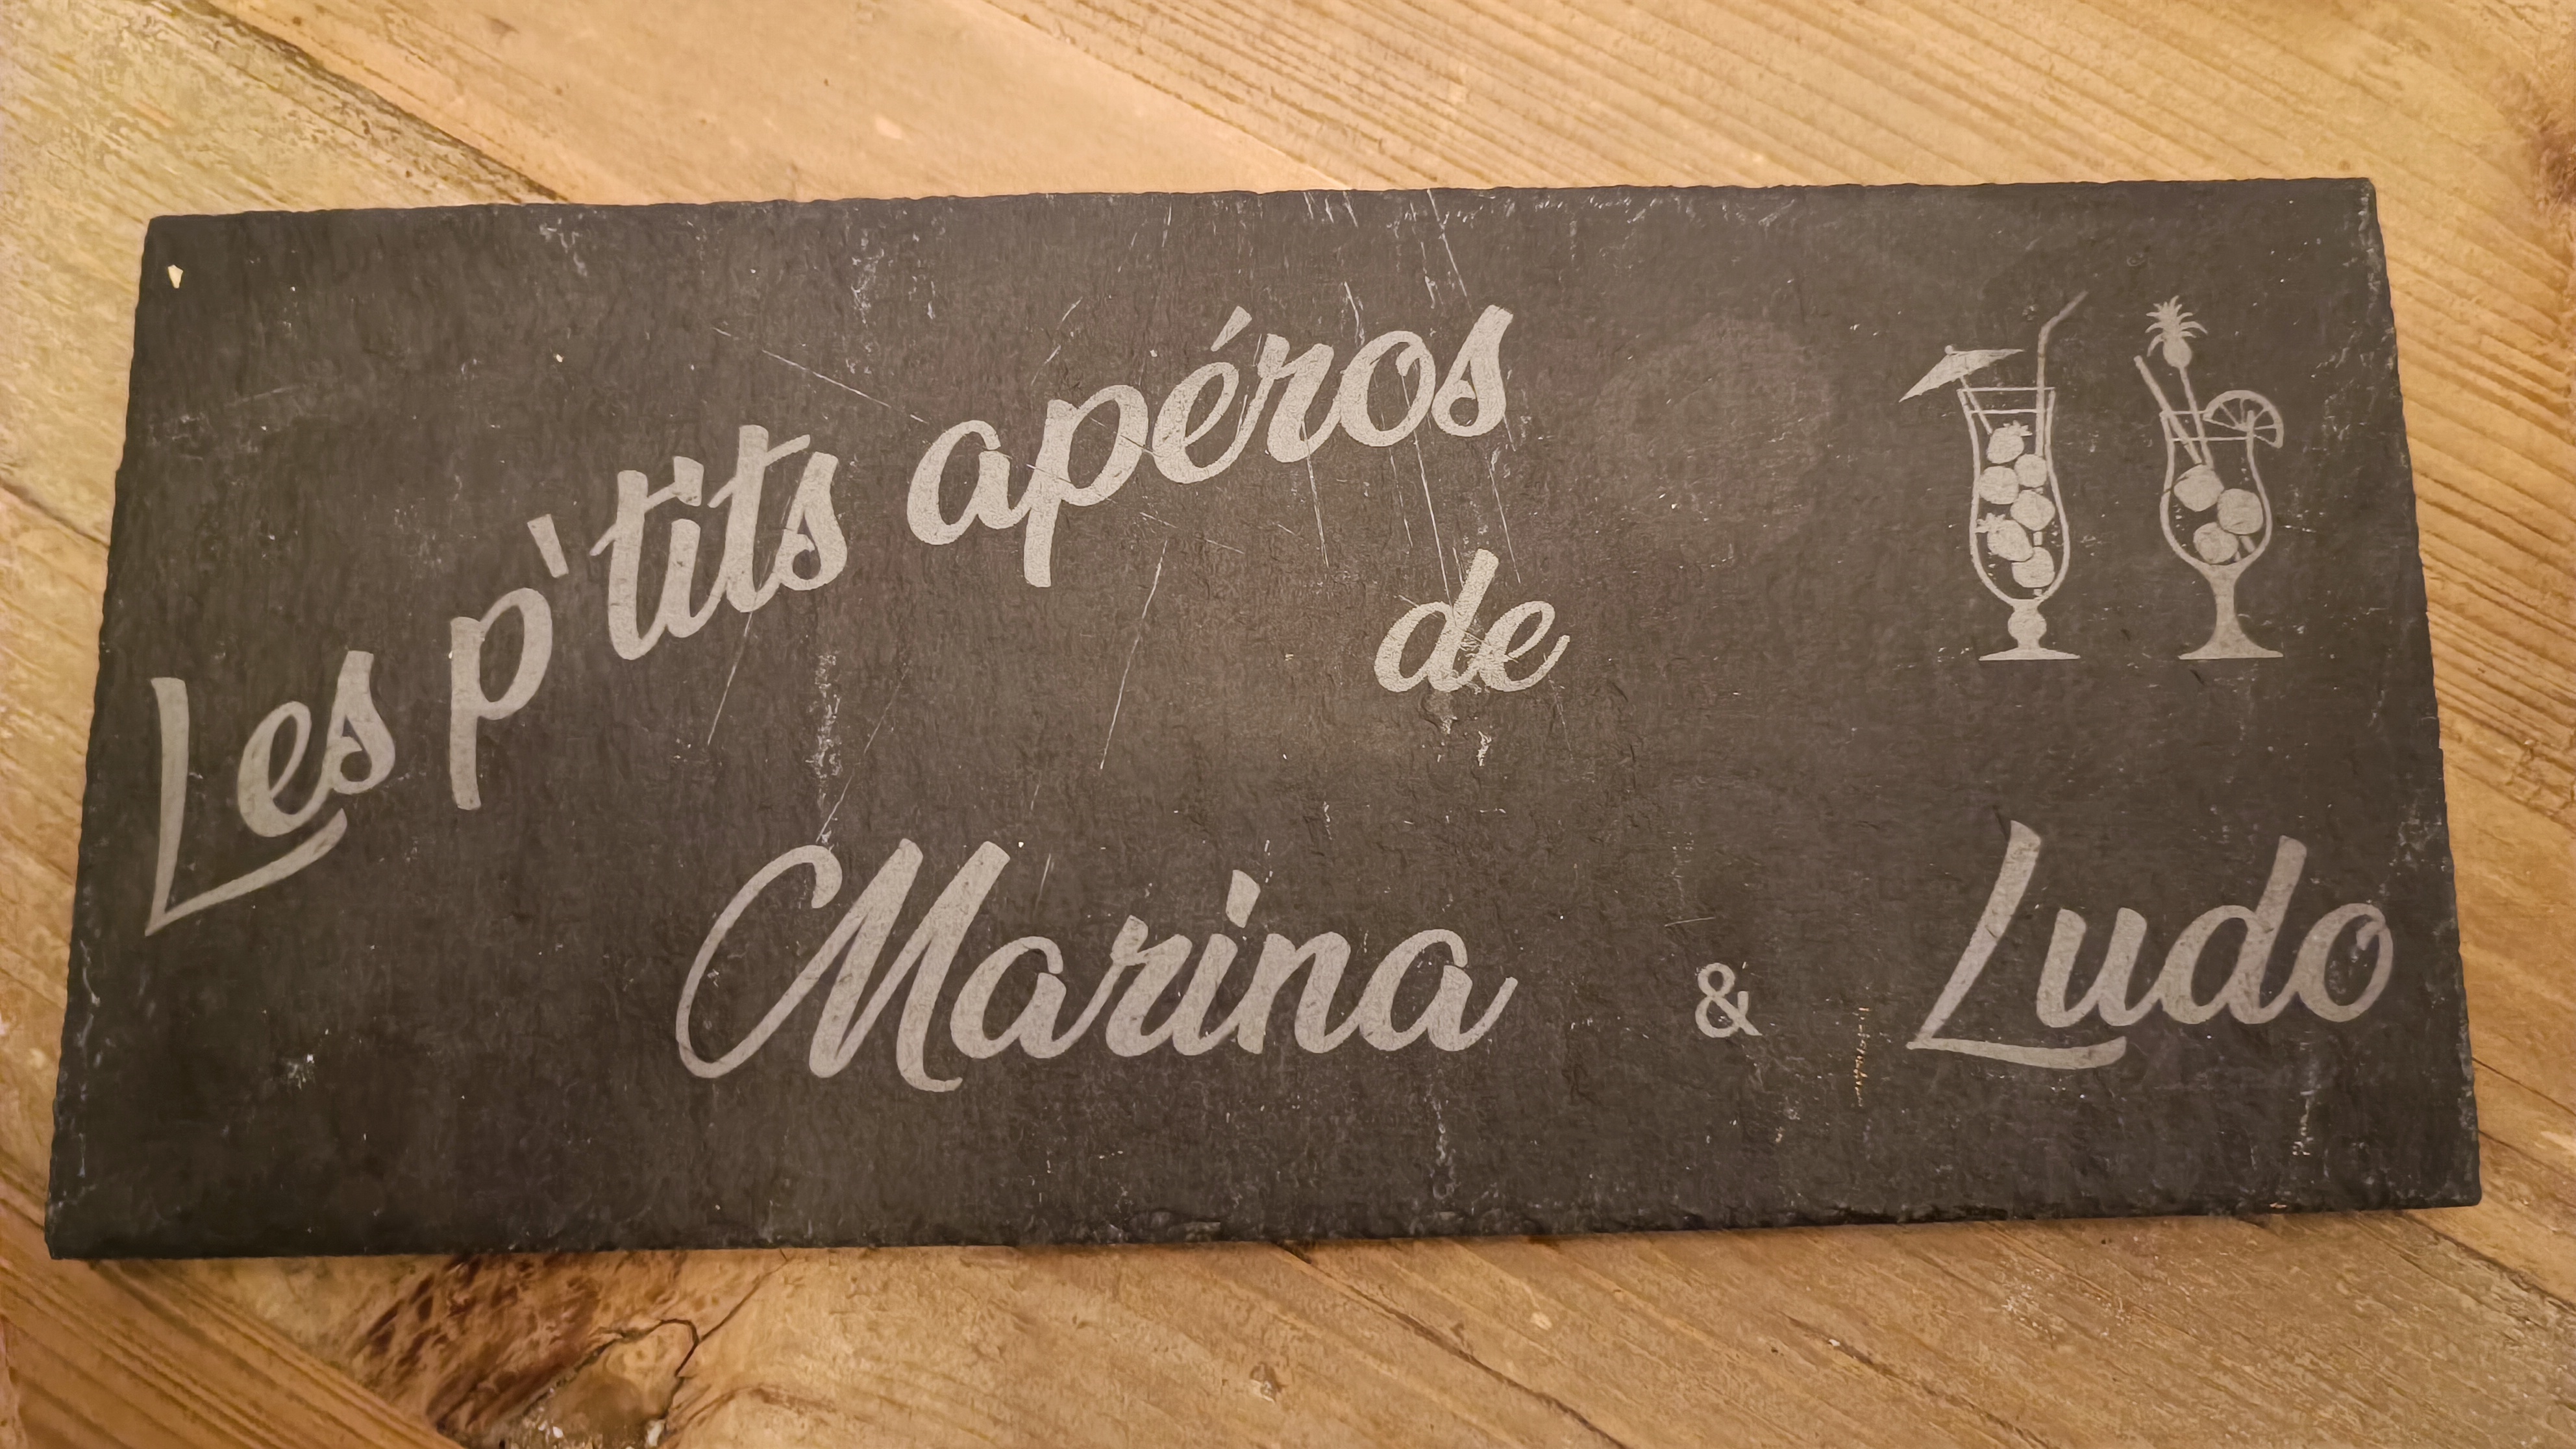 Les p'tits apéros
de
Marina & Ludo